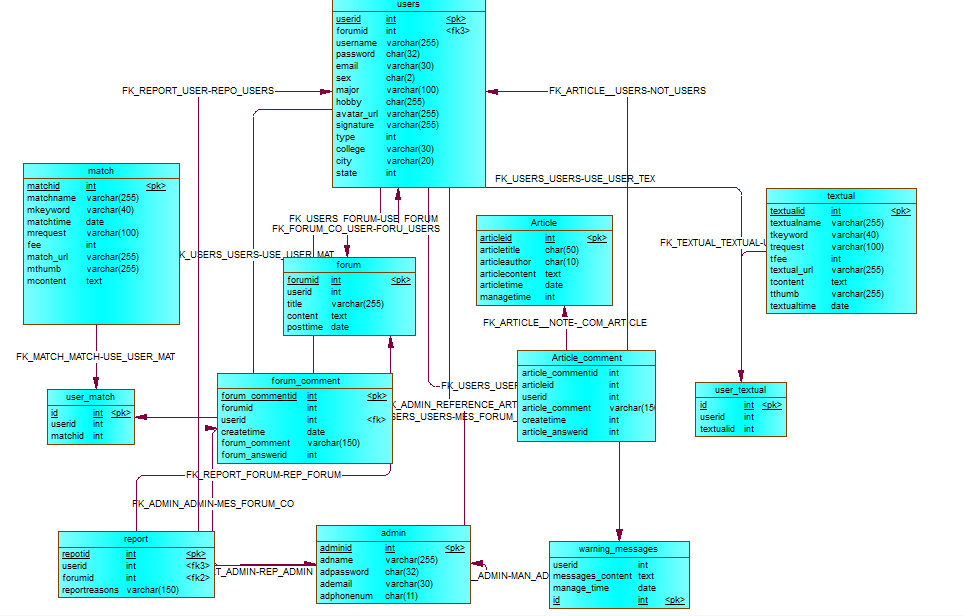 users
userid int <pk>
forumid int <fk3>
username varchar(255)
password char(32)
email varchar(30)
sex char(2)
major varchar(100)
hobby char(255)
avatar_url varchar(255)
signature varchar(255)
type int
college varchar(30)
city varchar(20)
state int
FK_REPORT_USER-REPO_USERS
FK_ARTICLE__USERS-NOT_USERS
match
matchid int <pk>
matchname varchar(255)
mkeyword varchar(40)
matchtime date
mrequest varchar(100)
fee int
match_url varchar(255)
mthumb varchar(255)
mcontent text
FK_USERS_USERS-USE_USER_TEX
textual
textualid int <pk>
textualname varchar(255)
tkeyword varchar(40)
trequest varchar(100)
tfee int
textual_url varchar(255)
tcontent text
tthumb varchar(255)
textualtime date
FK_USERS_FORUM-USE_FORUM
FK_FORUM_CO_USER-FORU_USERS
FK_TEXTUAL_TEXTUAL-U
K_USERS_USERS-USE_USER_MAT
Article
articleid int <pk>
articletitle char(50)
articleauthor char(10)
articlecontent text
articletime date
managetime int
forum
forumid int <pk>
userid int
title varchar(255)
content text
posttime date
FK_ARTICLE__NOTE-_COM_ARTICLE
FK_MATCH_MATCH-USE_USER_MAT
Article_comment
article_commentid int
articleid int
userid int
article_comment varchar(15
createtime int
article_answerid int
forum_comment
forum_commentid int <pk>
forumid int
userid int <fk>
createtime date
forum_comment varchar(150)
forum_answerid int
FK_USERS_USEF
K_ADMIN_REFERENCE_ART
SERS_USERS-MES_FORUM_
user_match
id int <pk>
userid int
matchid int
user_textual
id int <pk>
userid int
textualid int
FK_REPORT_FORUM-REP_FORUM
FK_ADMIN_ADMIN-MES_FORUM_CO
report
repotid int <pk>
userid int <fk3>
forumid int <fk2>
reportreasons varchar(150)
T_ADMIN-REP_ADMIN
admin
adminid int <pk>
adname varchar(255)
adpassword char(32)
ademail varchar(30)
adphonenum char(11)
_ADMIN-MAN_AD
warning_messages
userid int
messages_content text
manage_time date
id int <pk>